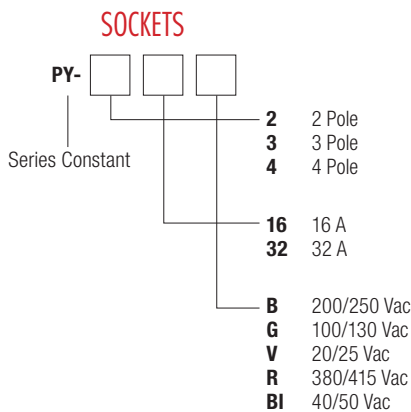 SOCKETS
PY-
Series Constant
2 2 Pole
3 3 Pole
4 4 Pole
16 16 A
32 32 A
B 200/250 Vac
G 100/130 Vac
V 20/25 Vac
R 380/415 Vac
BI 40/50 Vac